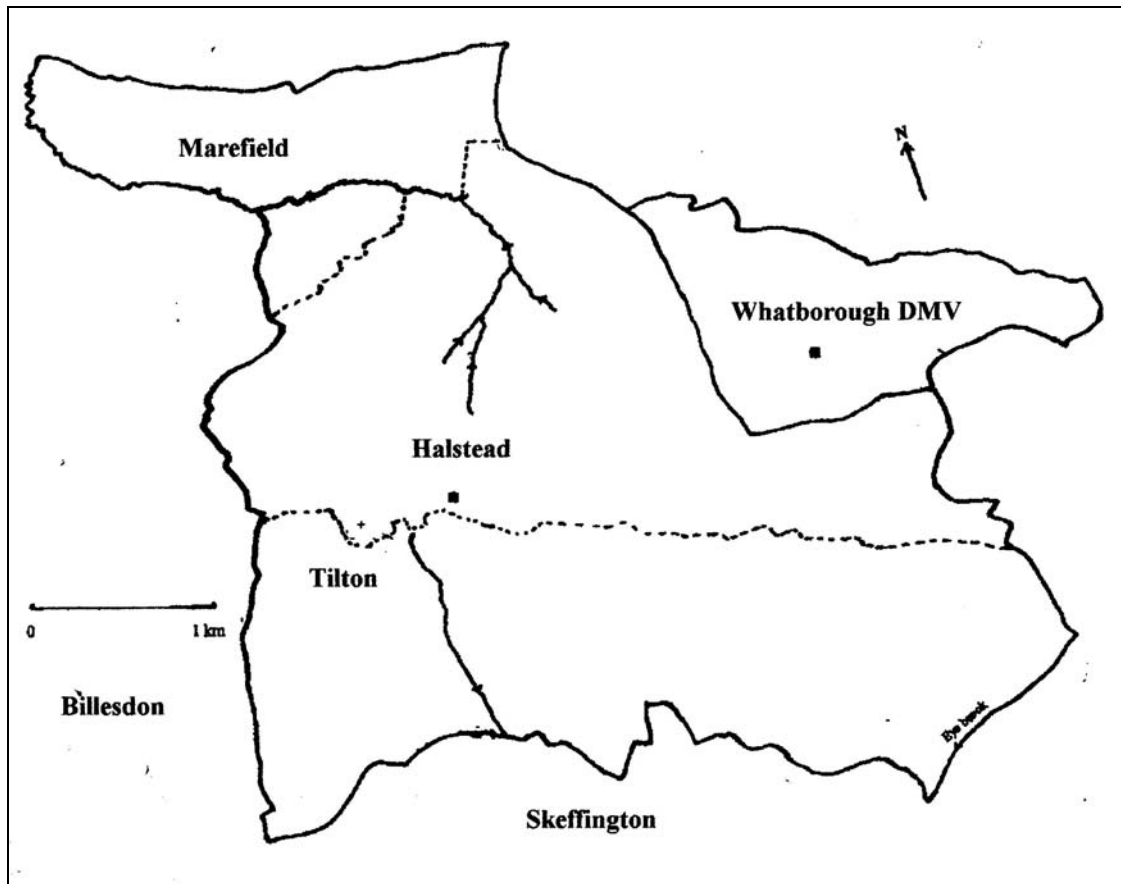 Marefield
N
Whatborough DMV
Halstead
Tilton
0 1 km
Billesdon
Eye brook
Skeffington